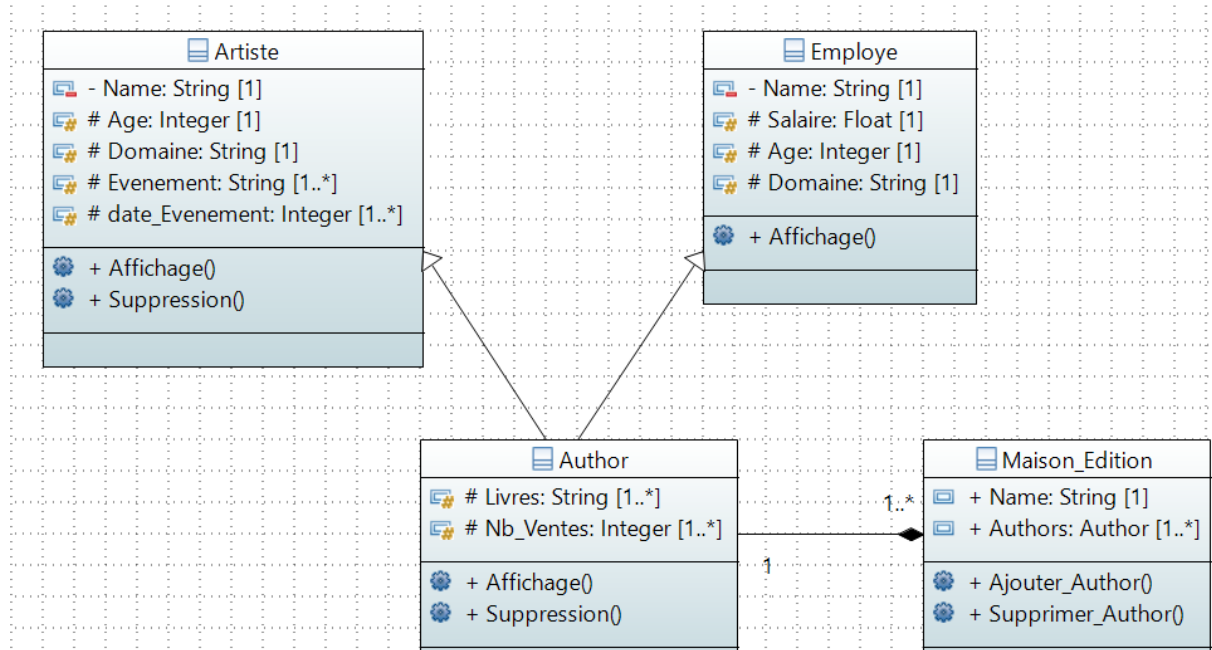 Artiste
- Name: String [1]
# Age: Integer [1]
# Domaine: String [1]
# Evenement: String [1..*]
# date_Evenement: Integer [1..*]
+ Affichage()
+ Suppression()
Employe
- Name: String [1]
# Salaire: Float [1]
# Age: Integer [1]
# Domaine: String [1]
+ Affichage()
Author
# Livres: String [1..*]
# Nb_Ventes: Integer [1..*]
+ Affichage()
+ Suppression()
1..*
1
Maison_Edition
+ Name: String [1]
+ Authors: Author [1..*]
+ Ajouter_Author()
+ Supprimer_Author()